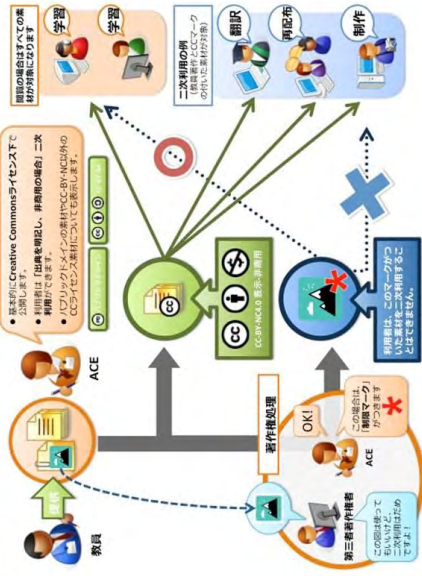 提供
教員
ACE
● 基本的にCreative Commonsライセンス下で
公開します。
● 利用者は「出典を明記し、非商用の場合」二次
利用ができます。
● パブリックドメインの素材やCC-BY-NC以外の
CCライセンス素材についても表示します。
閲覧の場合はすべての素
材が対象になります
学習
学習
二次利用の例
(教員著作とCCマーク
の付いた素材が対象)
翻訳
再配布
制作
cc
cc
CC-BY-NC4.0 表示-非商用
著作権処理
第三者著作権者
この図は使って
もいいけど、
二次利用はだめ
ですよ!
OK!
ACE
この場合は、
「制限マーク」
がつきます
利用者は、このマークがつ
いた素材を二次利用するこ
とはできません。